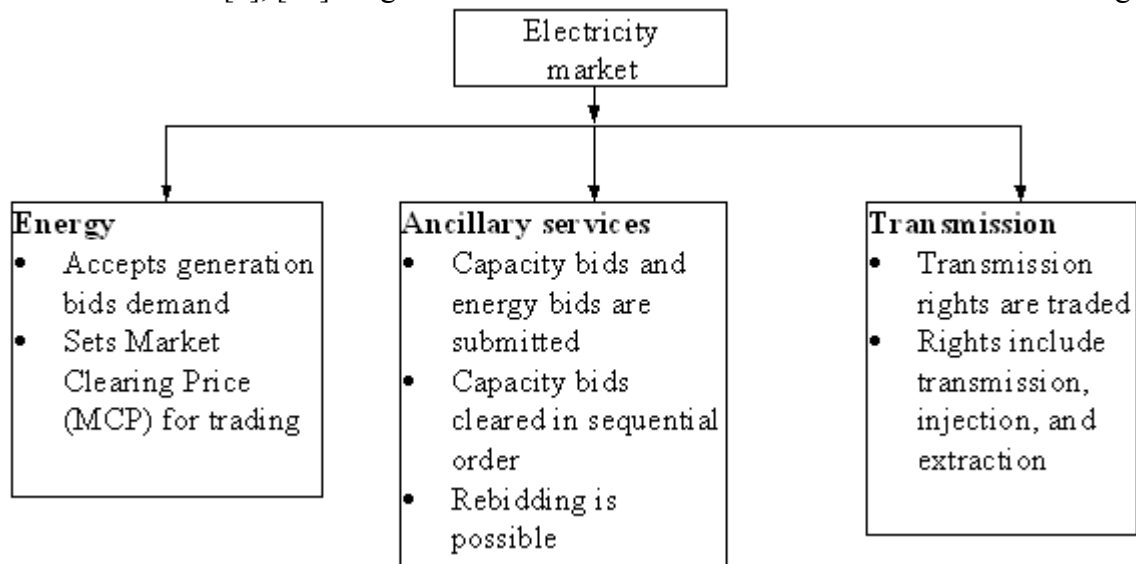 Electricity
market
Energy
• Accepts generation
bids demand
• Sets Market
Clearing Price
(MCP) for trading
Ancillary services
• Capacity bids and
energy bids are
submitted
• Capacity bids
cleared in sequential
order
• Rebidding is
possible
Transmission
• Transmission
rights are traded
• Rights include
transmission,
injection, and
extraction